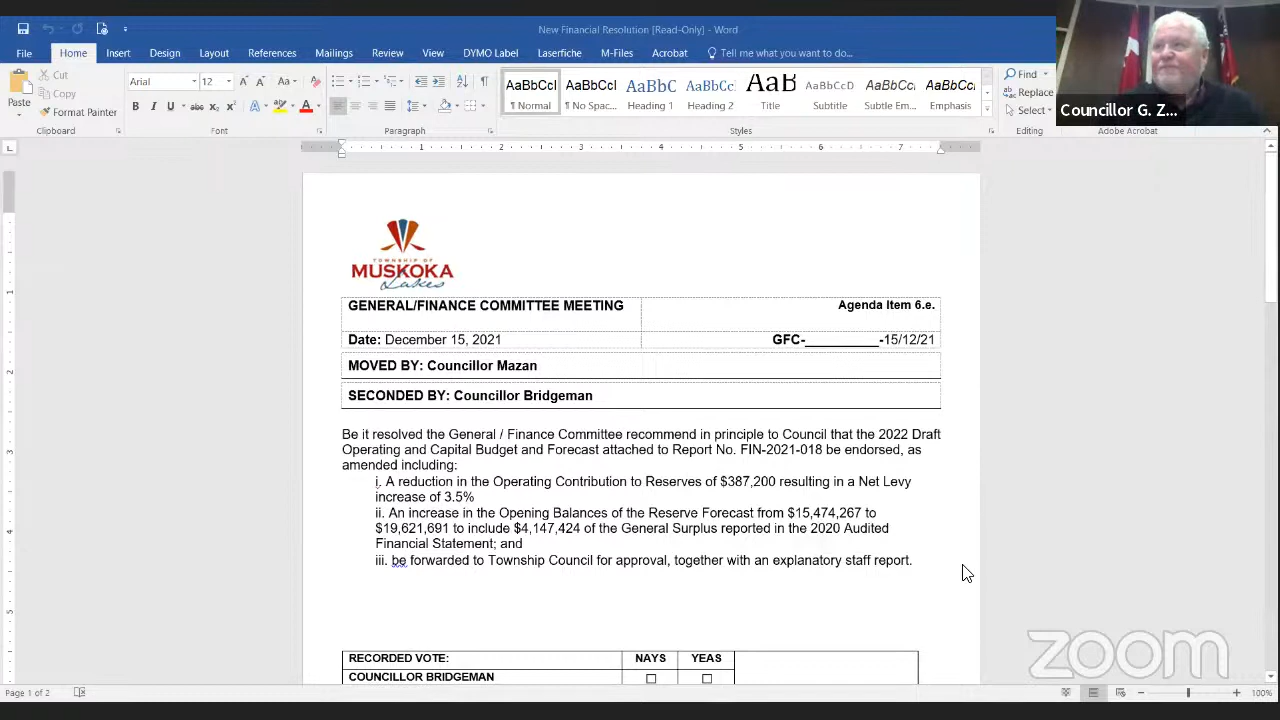 New Financial Resolution [Read-Only] - Word
File Home Insert Design Layout References Mailings Review View DYMO Label Laserfiche M-Files Acrobat Tell me what you want to do...
Paste
Cut
Copy
Format Painter
Clipboard
Arial 12
Font
Paragraph
AaBbCcI AaBbCcI AaBbC AaBbCc AaB AaBbCcD AaBbCcI AaBbCcI
¶ Normal ¶ No Spac... Heading 1 Heading 2 Title Subtitle Subtle Em... Emphasis
Styles
Find
Replace
Select
Editing
Adobe Acrobat
Councillor G. Z...
1 2 3 4 5 6 7
TOWNSHIP OF
MUSKOKA
Lakes
GENERAL/FINANCE COMMITTEE MEETING Agenda Item 6.e.
Date: December 15, 2021 GFC-__________-15/12/21
MOVED BY: Councillor Mazan
SECONDED BY: Councillor Bridgeman
Be it resolved the General / Finance Committee recommend in principle to Council that the 2022 Draft
Operating and Capital Budget and Forecast attached to Report No. FIN-2021-018 be endorsed, as
amended including:
i. A reduction in the Operating Contribution to Reserves of $387,200 resulting in a Net Levy
increase of 3.5%
ii. An increase in the Opening Balances of the Reserve Forecast from $15,474,267 to
$19,621,691 to include $4,147,424 of the General Surplus reported in the 2020 Audited
Financial Statement; and
iii. be forwarded to Township Council for approval, together with an explanatory staff report.
RECORDED VOTE: NAYS YEAS
COUNCILLOR BRIDGEMAN
zoom
Page 1 of 2
100%